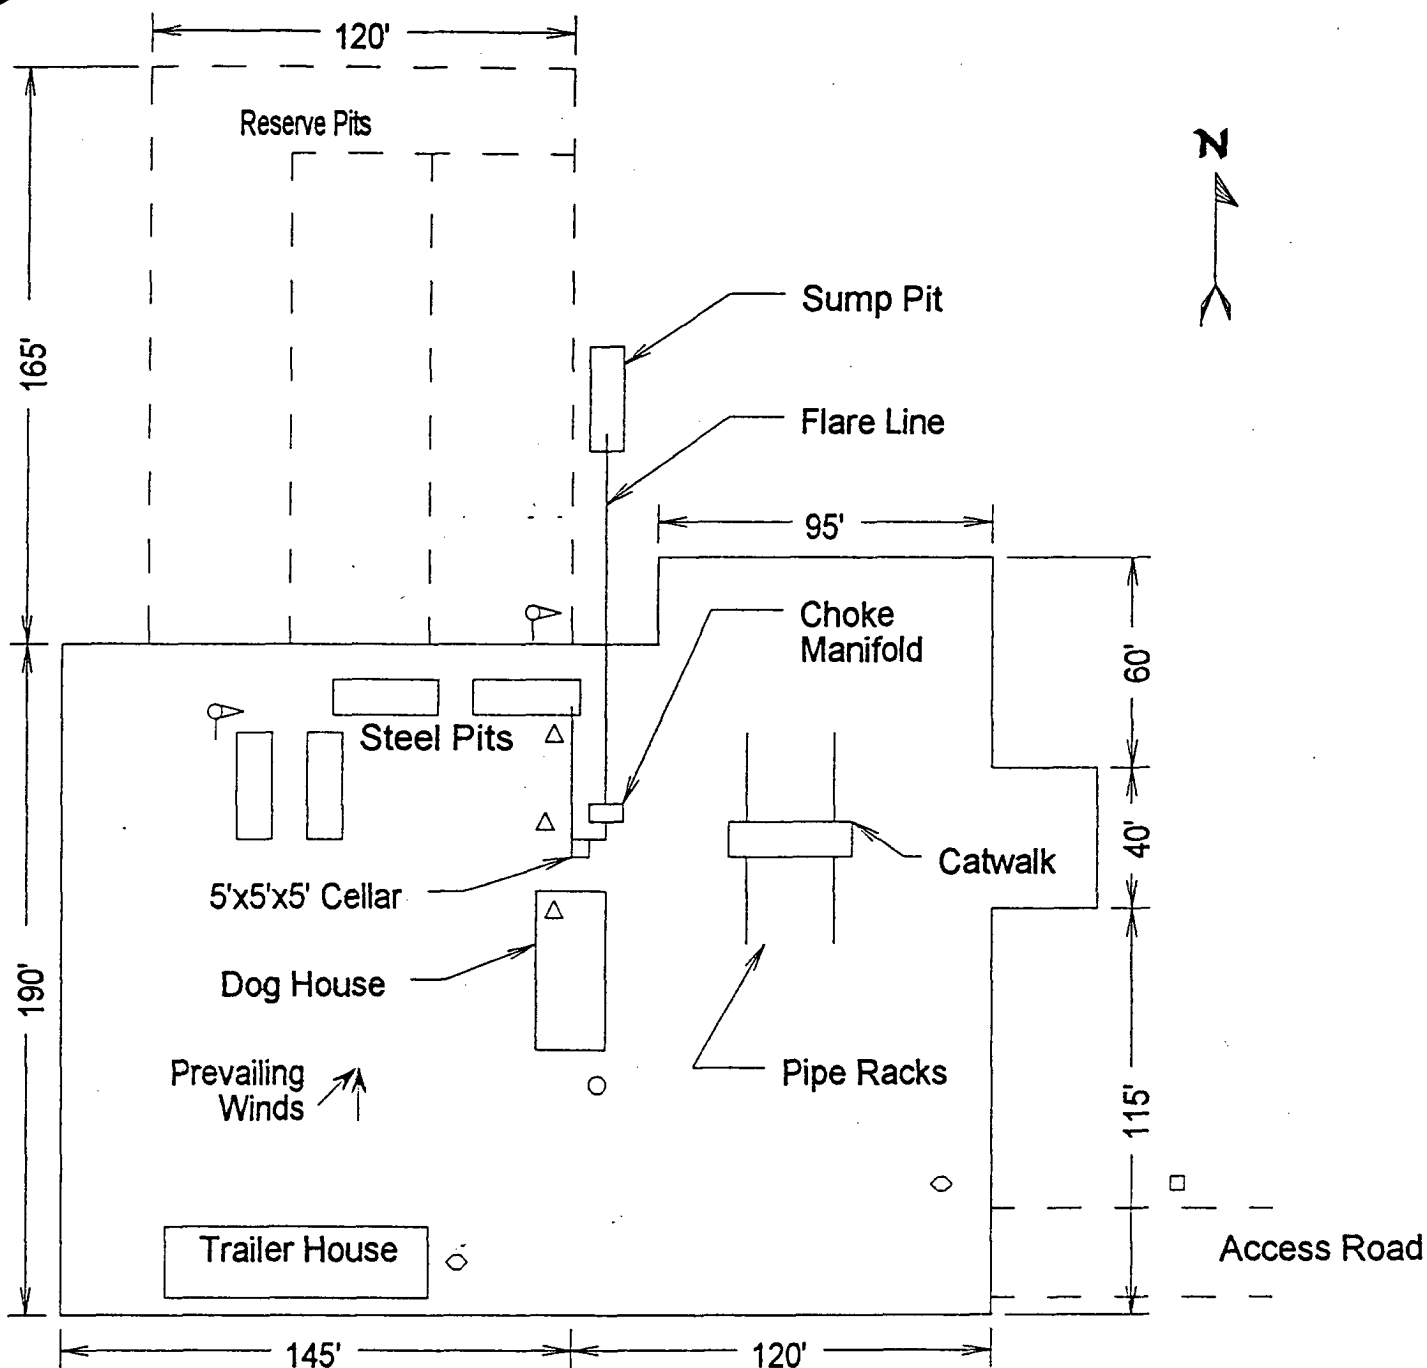 120'
Reserve Pits
N
Sump Pit
165'
Flare Line
95'
Choke
Manifold
60'
Steel Pits
40'
Catwalk
5'x5'x5' Cellar
190'
Dog House
Prevailing
Winds
Pipe Racks
115'
Trailer House
Access Road
145'
120'